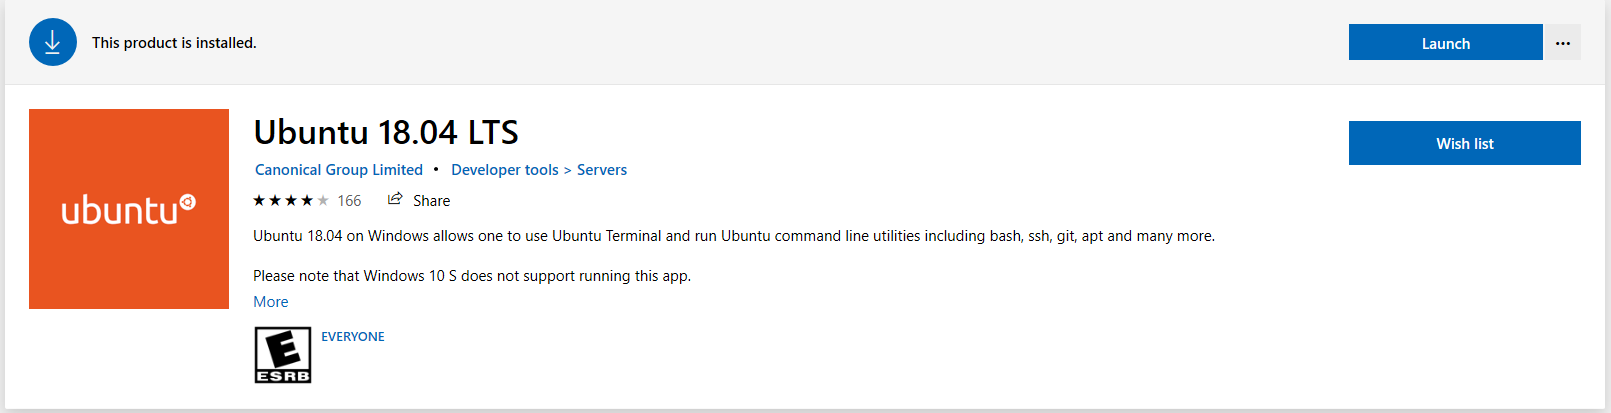 This product is installed.
Launch
...
Ubuntu 18.04 LTS
Wish list
ubuntu
Canonical Group Limited • Developer tools > Servers
★★★★★ 166 Share
Ubuntu 18.04 on Windows allows one to use Ubuntu Terminal and run Ubuntu command line utilities including bash, ssh, git, apt and many more.
Please note that Windows 10 S does not support running this app.
More
E
ESRB
EVERYONE